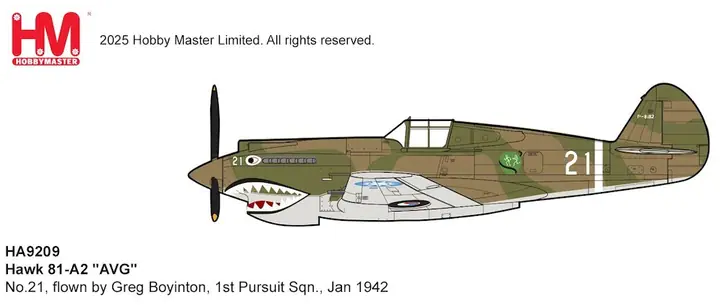 HM
HOBBYMASTER
2025 Hobby Master Limited. All rights reserved.
21
21
HA9209
Hawk 81-A2 "AVG"
No.21, flown by Greg Boyinton, 1st Pursuit Sqn., Jan 1942